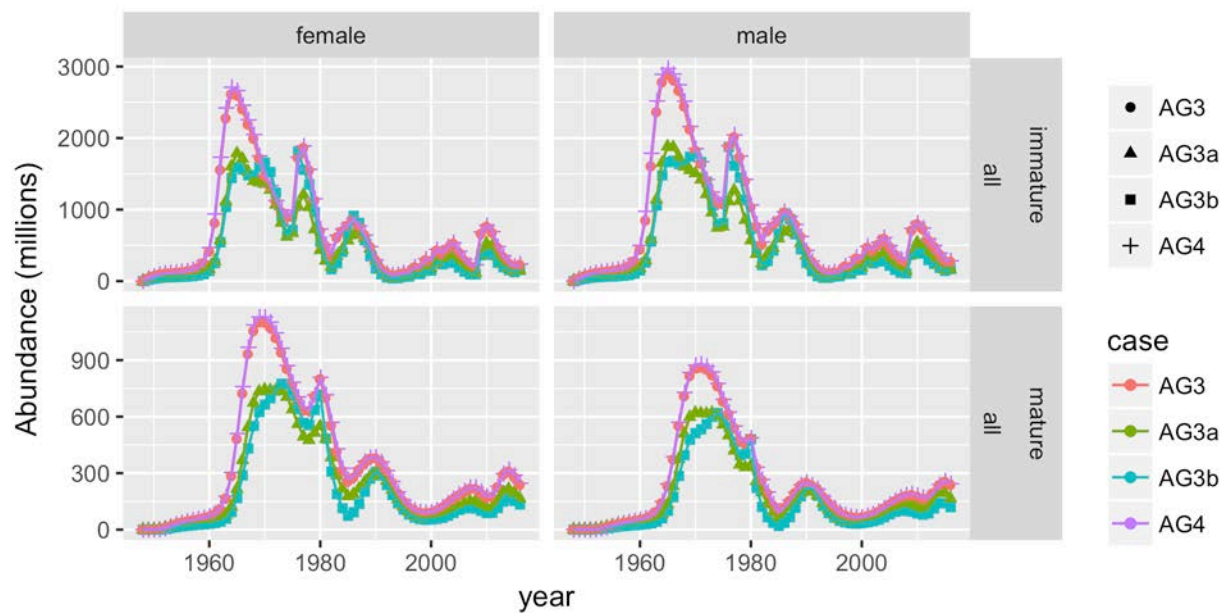 female
male
Abundance (millions)
3000
2000
1000
0
immature
all
900
600
300
0
mature
all
1960
1980
2000
1960
1980
2000
year
AG3
AG3a
AG3b
AG4
case
AG3
AG3a
AG3b
AG4